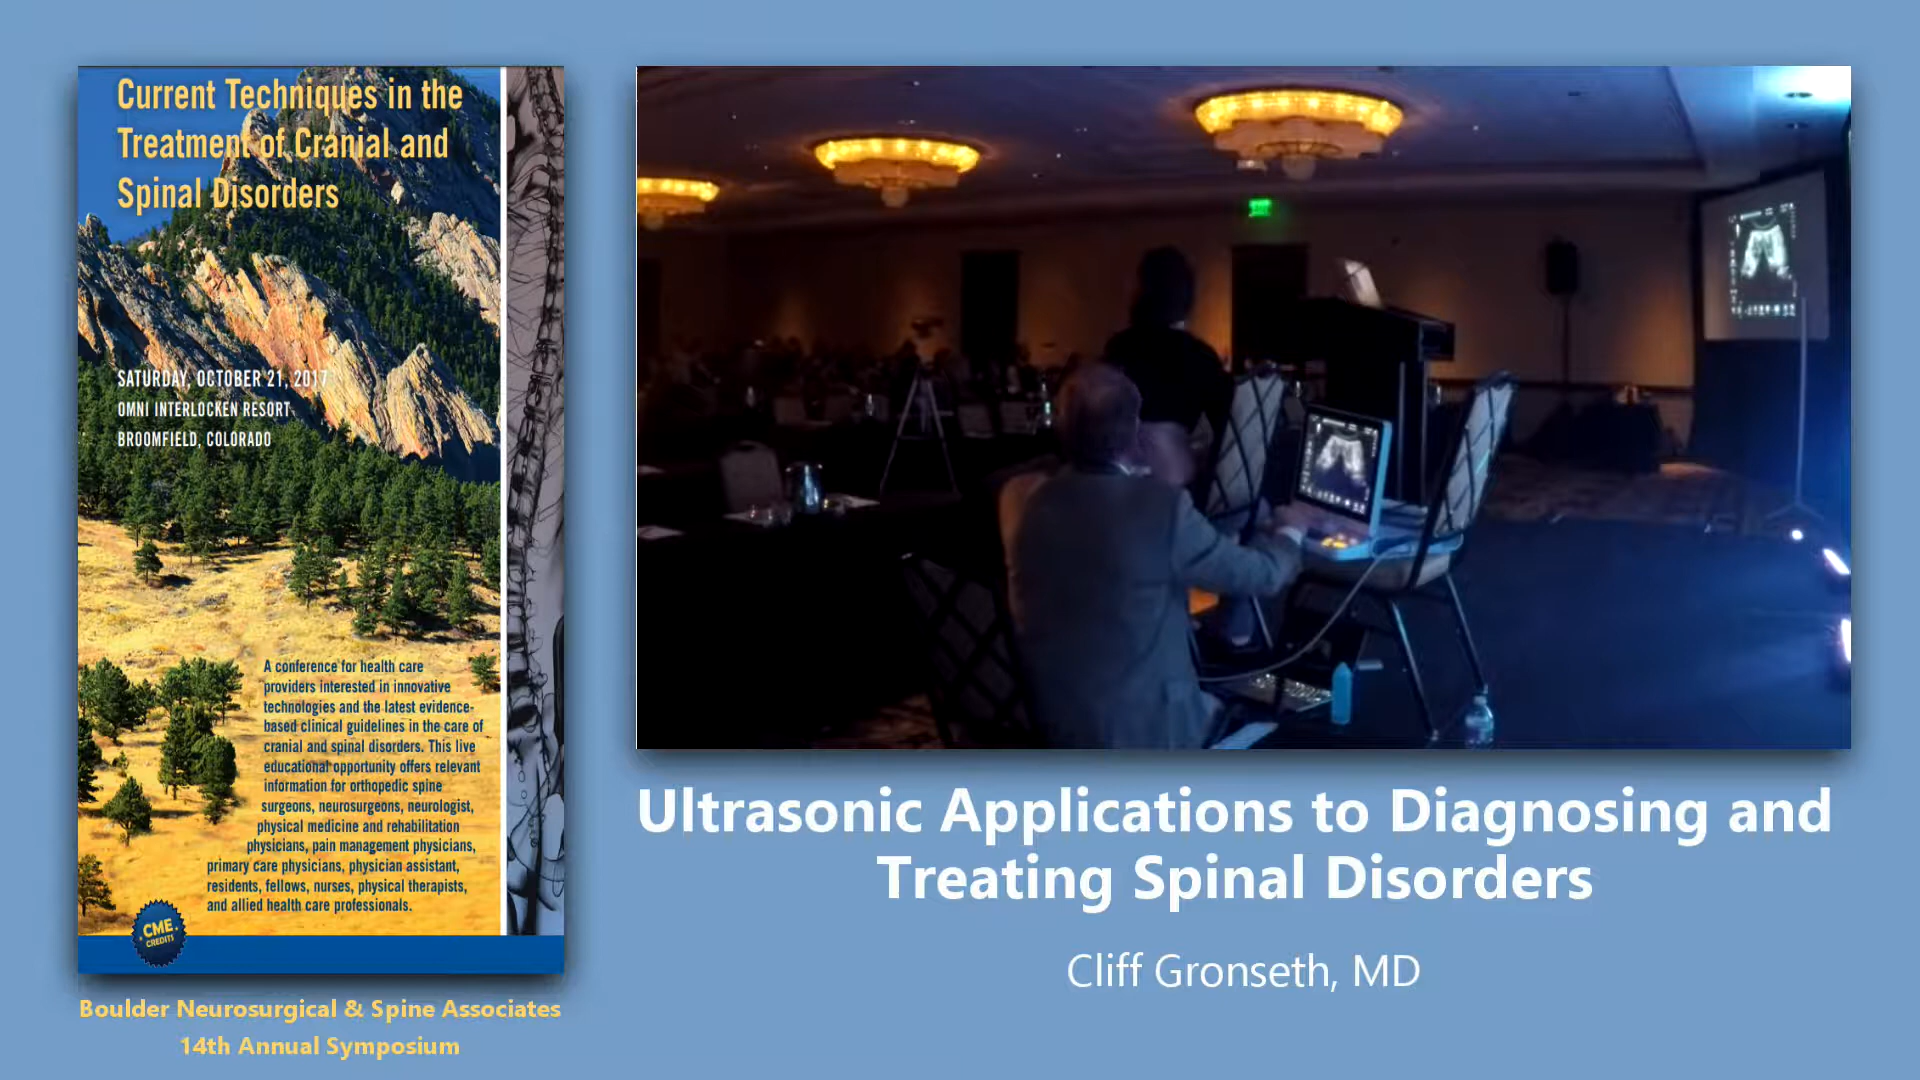 Current Techniques in the
Treatment of Cranial and
Spinal Disorders
SATURDAY, OCTOBER 21, 2017
OMNI INTERLOCKEN RESORT
BROOMFIELD, COLORADO
A conference for health care
providers interested in innovative
technologies and the latest evidence-
based clinical guidelines in the care of
cranial and spinal disorders. This live
educational opportunity offers relevant
information for orthopedic spine
surgeons, neurosurgeons, neurologist,
physical medicine and rehabilitation
physicians, pain management physicians,
primary care physicians, physician assistant,
residents, fellows, nurses, physical therapists,
and allied health care professionals.
CME
CREDITS
Boulder Neurosurgical & Spine Associates
14th Annual Symposium
Ultrasonic Applications to Diagnosing and
Treating Spinal Disorders
Cliff Gronseth, MD